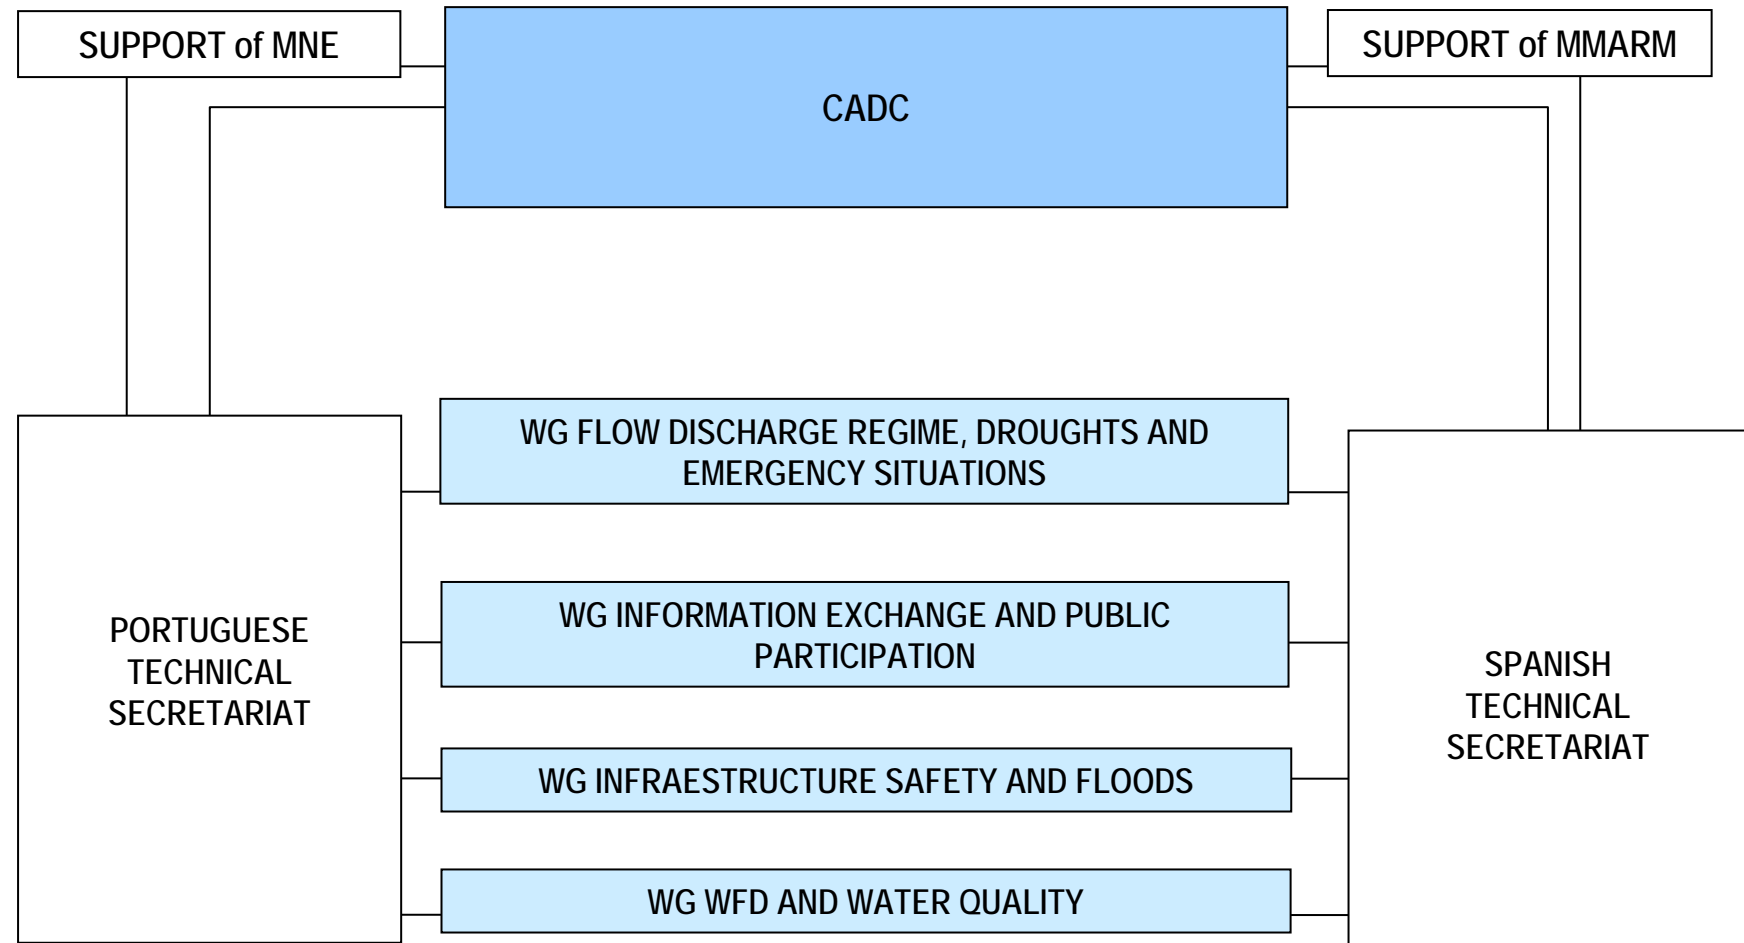 SUPPORT of MNE
CADC
SUPPORT of MMARM
WG FLOW DISCHARGE REGIME, DROUGHTS AND
EMERGENCY SITUATIONS
WG INFORMATION EXCHANGE AND PUBLIC
PARTICIPATION
WG INFRAESTRUCTURE SAFETY AND FLOODS
WG WFD AND WATER QUALITY
PORTUGUESE
TECHNICAL
SECRETARIAT
SPANISH
TECHNICAL
SECRETARIAT